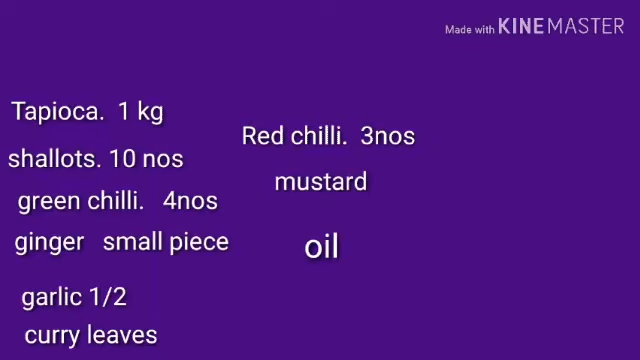 Made with KINEMASTER
Tapioca. 1 kg
shallots. 10 nos
green chilli. 4nos
ginger small piece
garlic 1/2
curry leaves
Red chilli. 3nos
mustard
oil